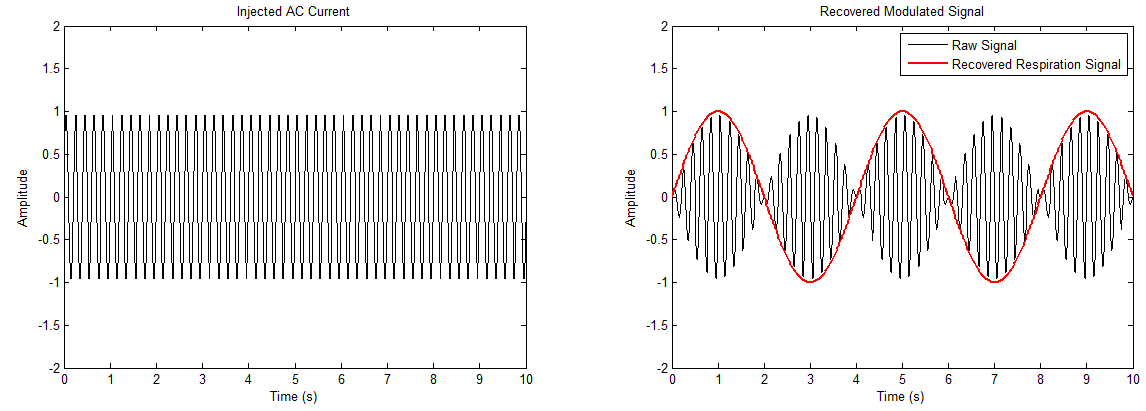 Injected AC Current
2
1.5
1
0.5
0
-0.5
-1
-1.5
-2
Amplitude
0 1 2 3 4 5 6 7 8 9 10
Time (s)
Recovered Modulated Signal
Raw Signal
Recovered Respiration Signal
2
1.5
1
0.5
0
-0.5
-1
-1.5
-2
Amplitude
0 1 2 3 4 5 6 7 8 9 10
Time (s)